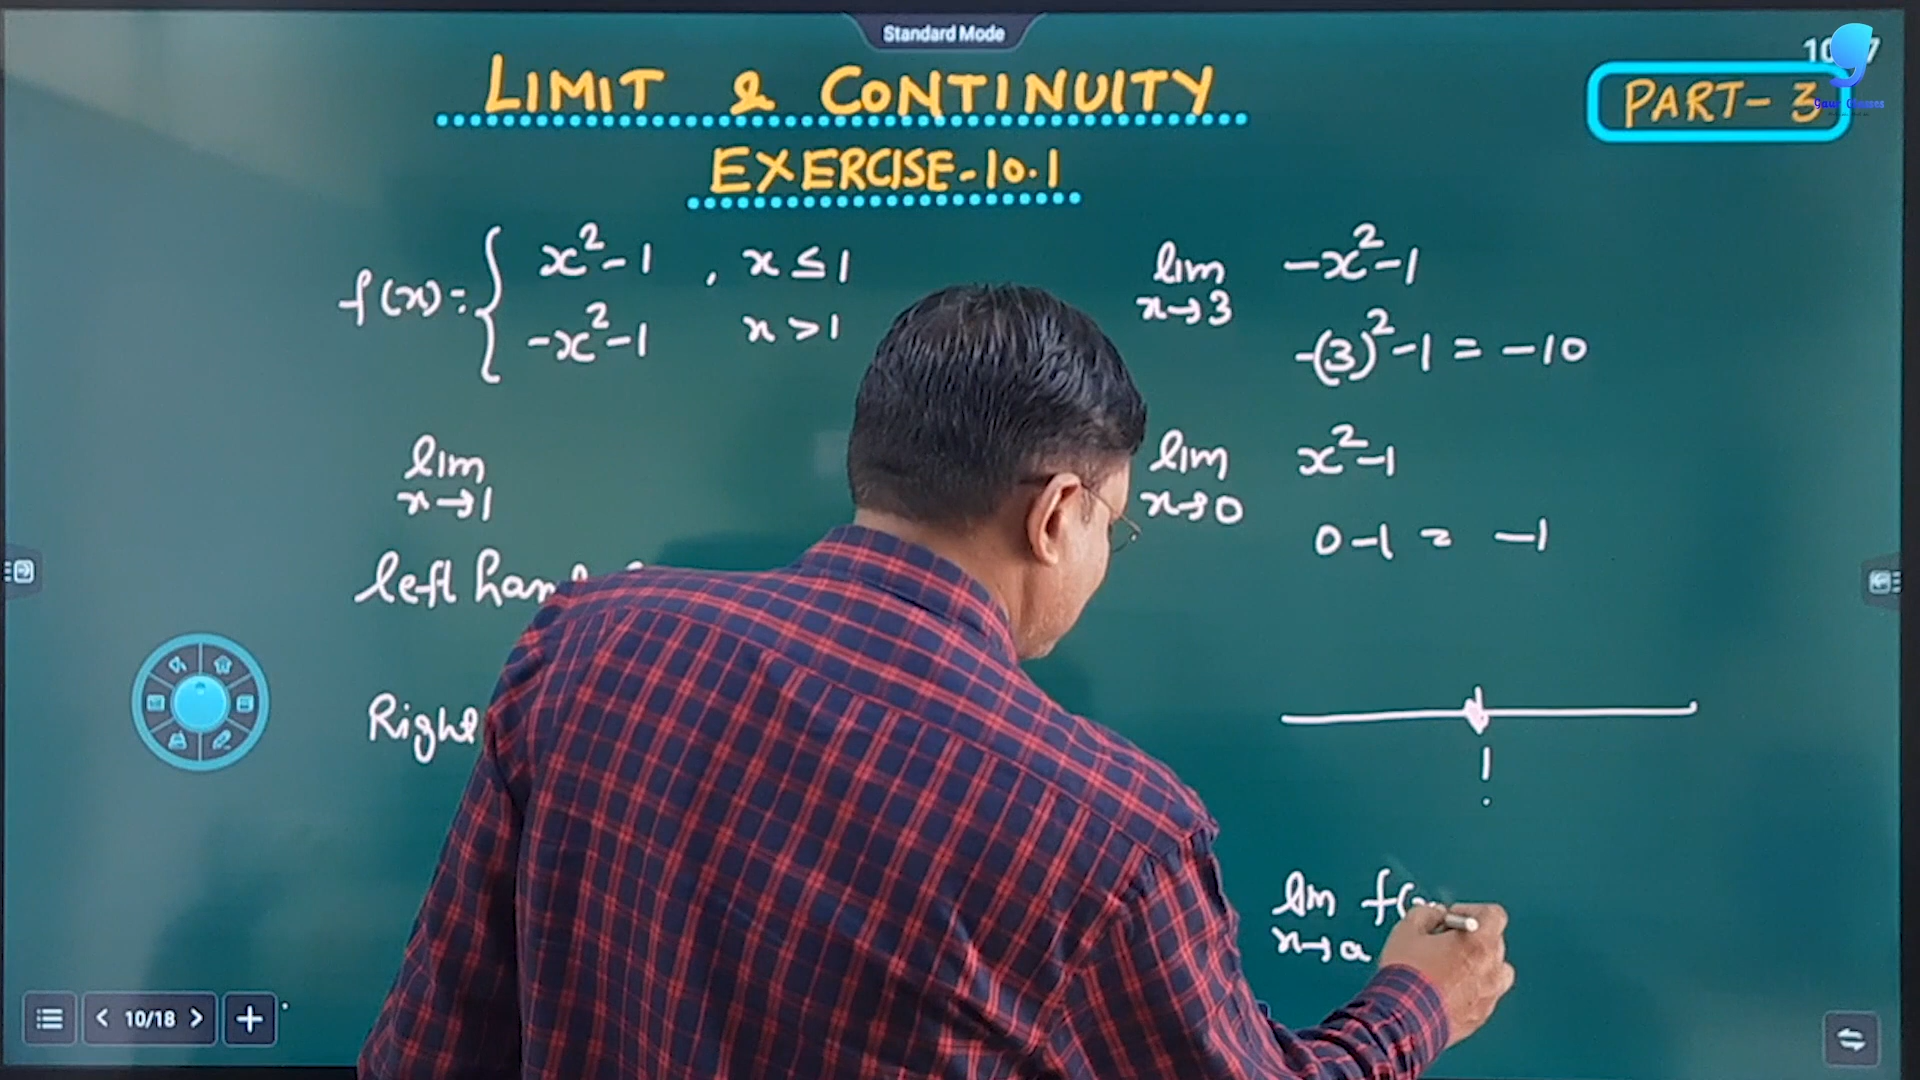 Standard Mode
LIMIT & CONTINUITY
PART- 3
EXERCISE-10.1
f(x) = { x²-1 , x ≤ 1
-x²-1 x > 1
lim x→1
left
Right
lim x→3 -x²-1
-(3)²-1 = -10
lim x→0 x²-1
0-1 = -1
1
lim x→a f(x
10/18